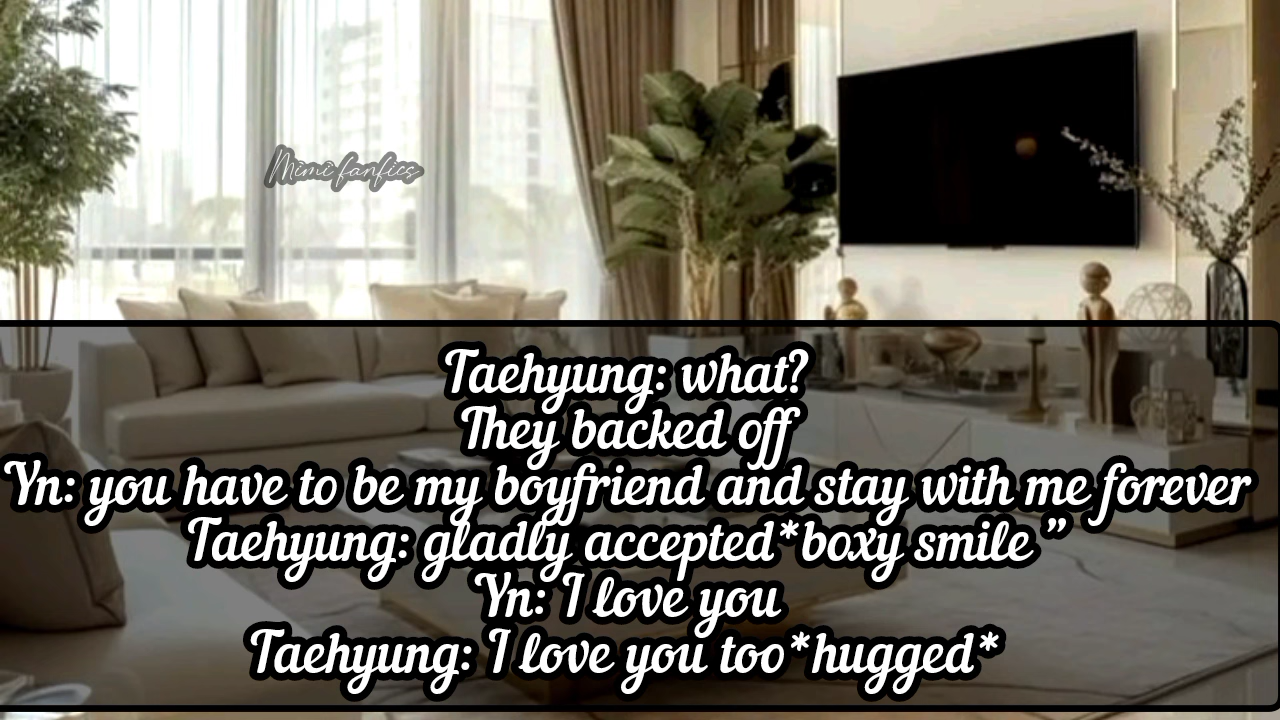 Mimi fanfics
Taehyung: what?
They backed off
Yn: you have to be my boyfriend and stay with me forever
Taehyung: gladly accepted*boxy smile ”
Yn: I love you
Taehyung: I love you too*hugged*